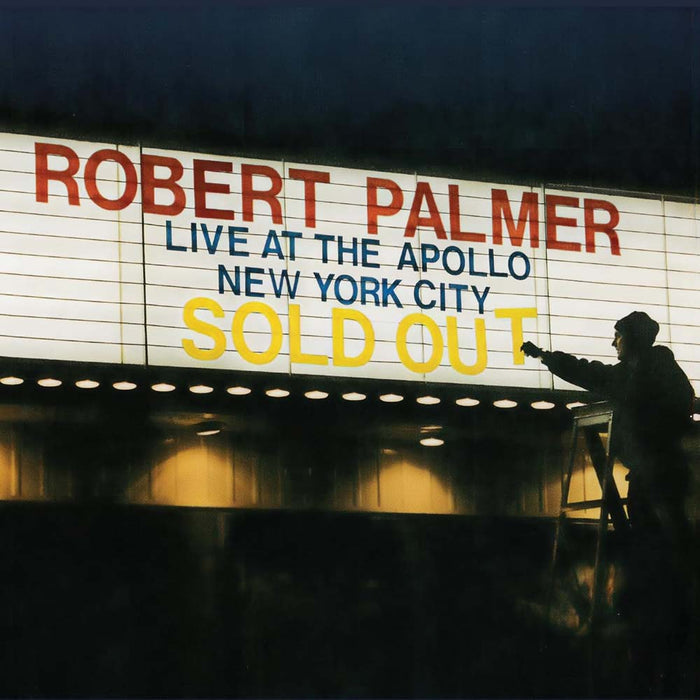 ROBERT PALMER
LIVE AT THE APOLLO
NEW YORK CITY
SOLD OUT